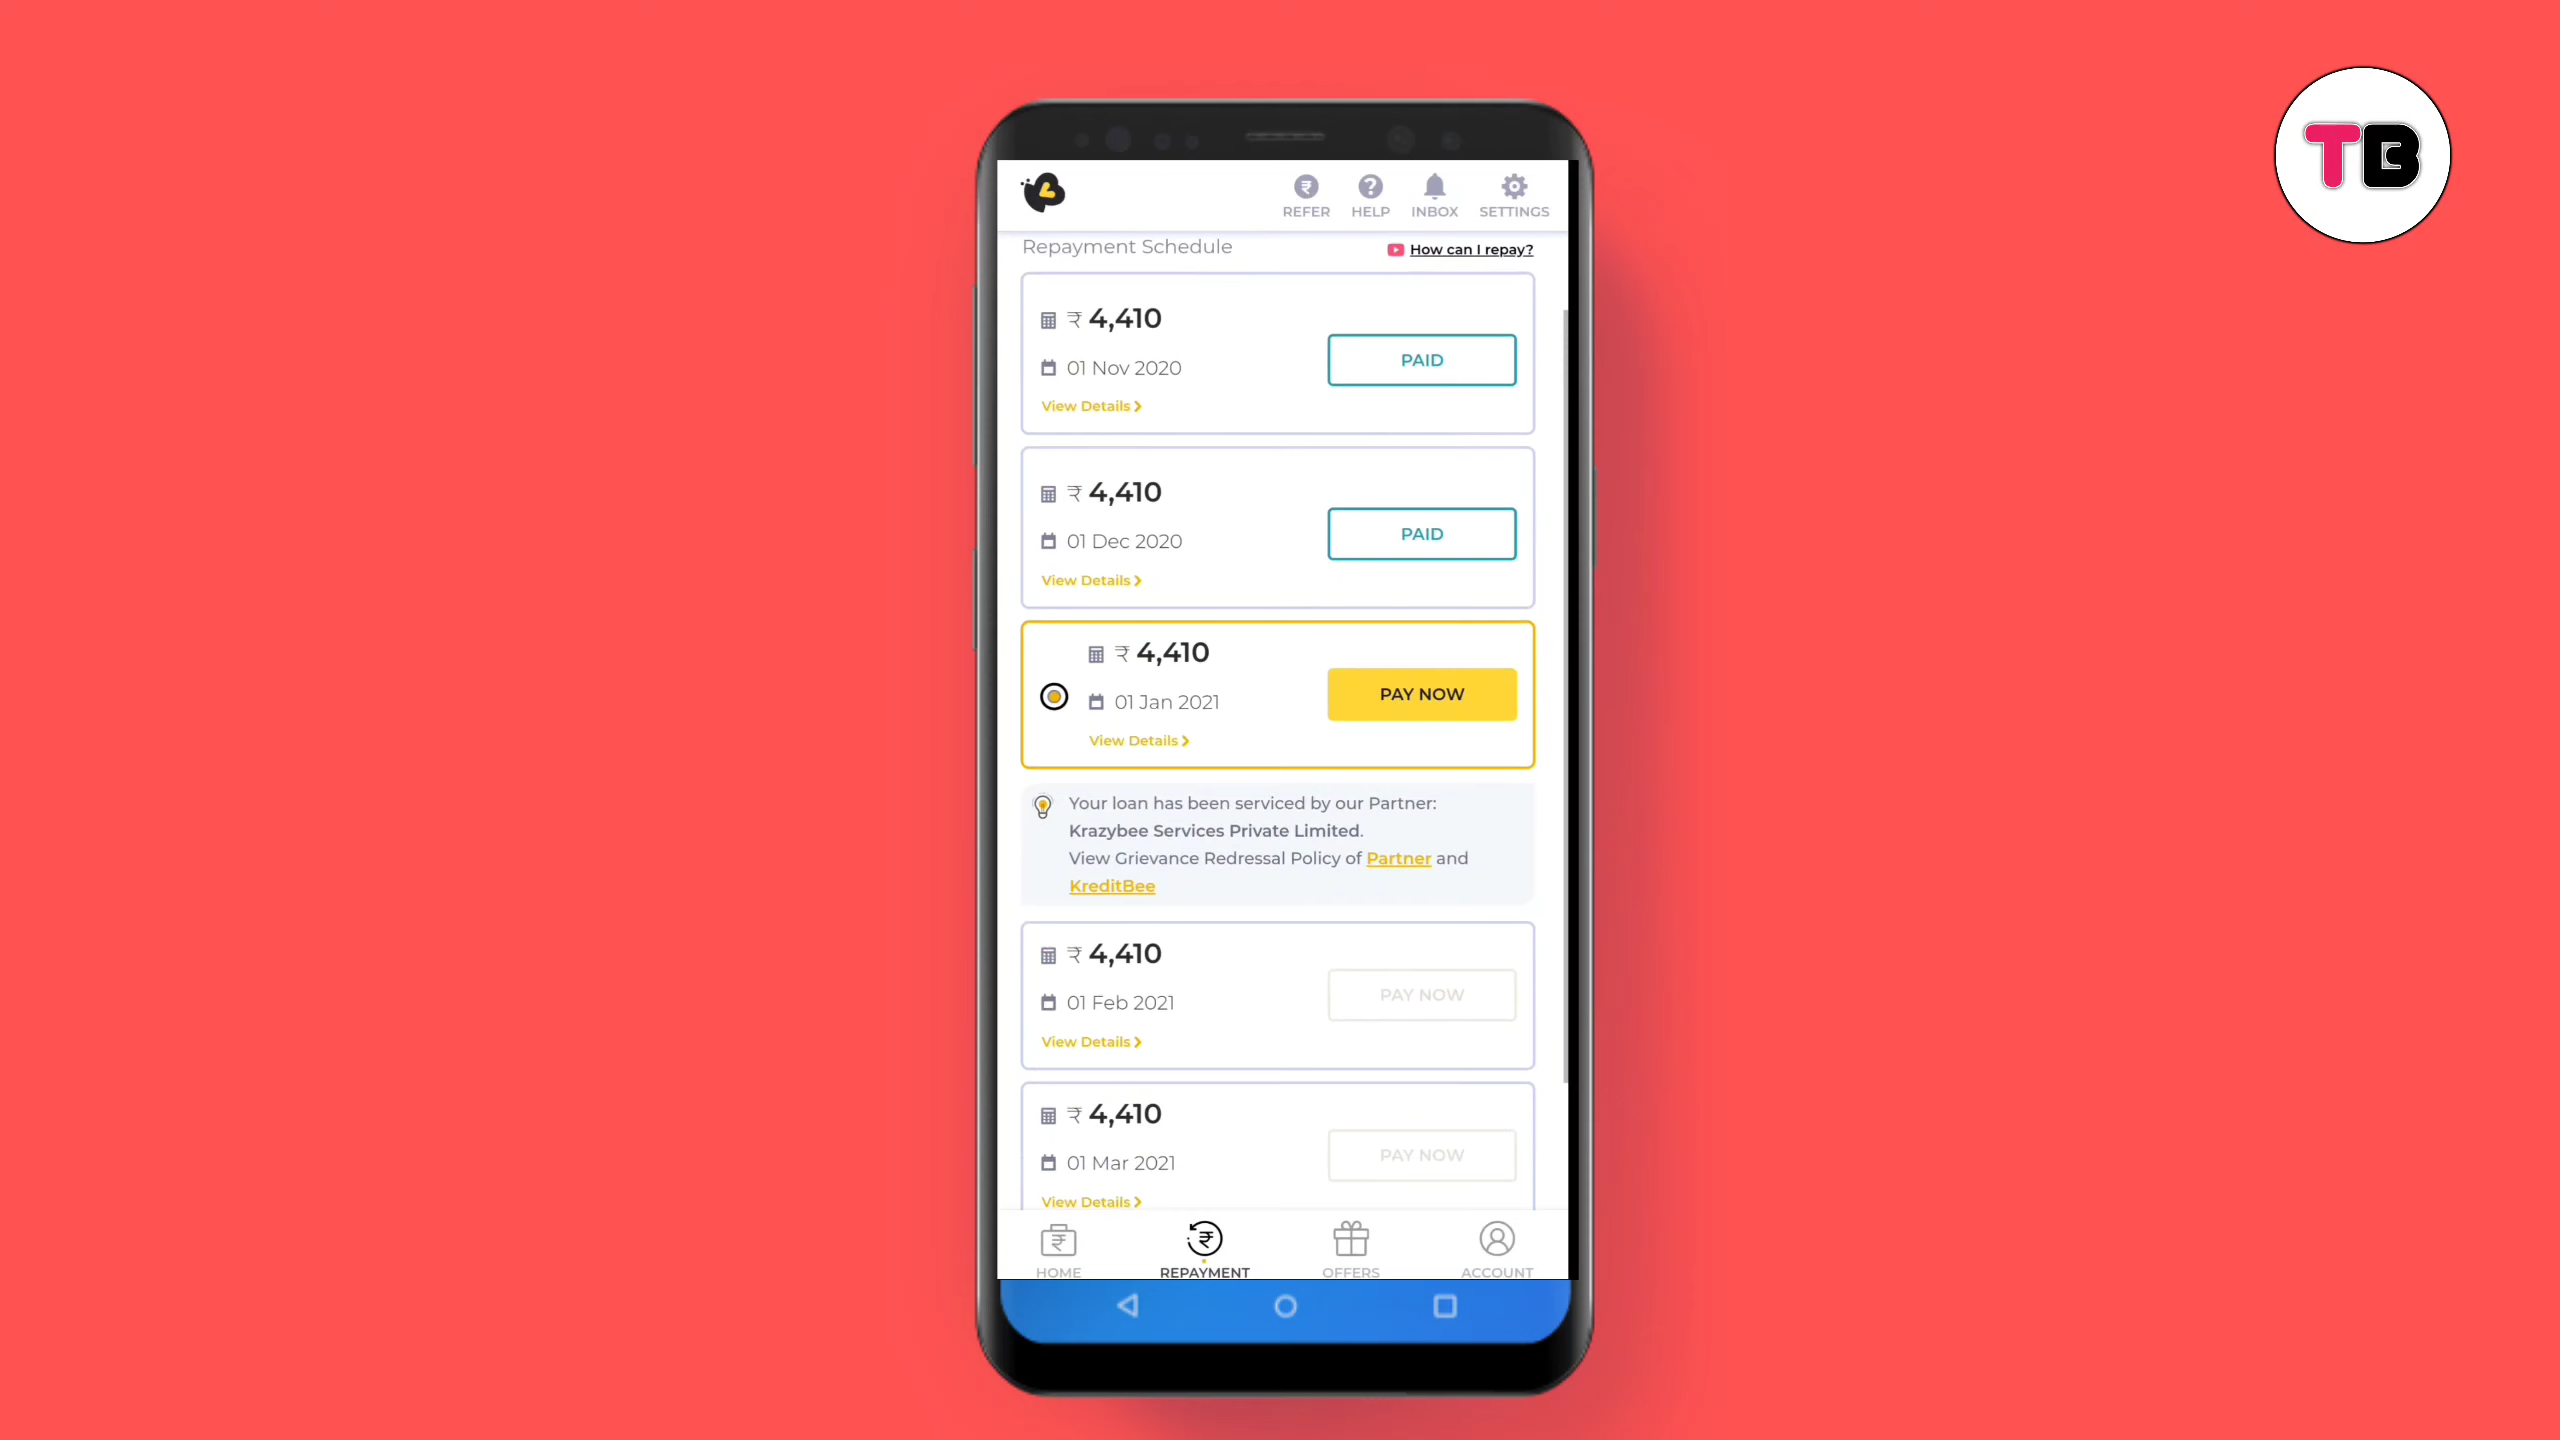 TB
REFER HELP INBOX SETTINGS
Repayment Schedule How can I repay?
₹ 4,410
01 Nov 2020
PAID
View Details
₹ 4,410
01 Dec 2020
PAID
View Details
₹ 4,410
01 Jan 2021
PAY NOW
View Details
Your loan has been serviced by our Partner:
Krazybee Services Private Limited.
View Grievance Redressal Policy of Partner and
KreditBee
₹ 4,410
01 Feb 2021
PAY NOW
View Details
₹ 4,410
01 Mar 2021
PAY NOW
View Details
HOME REPAYMENT OFFERS ACCOUNT